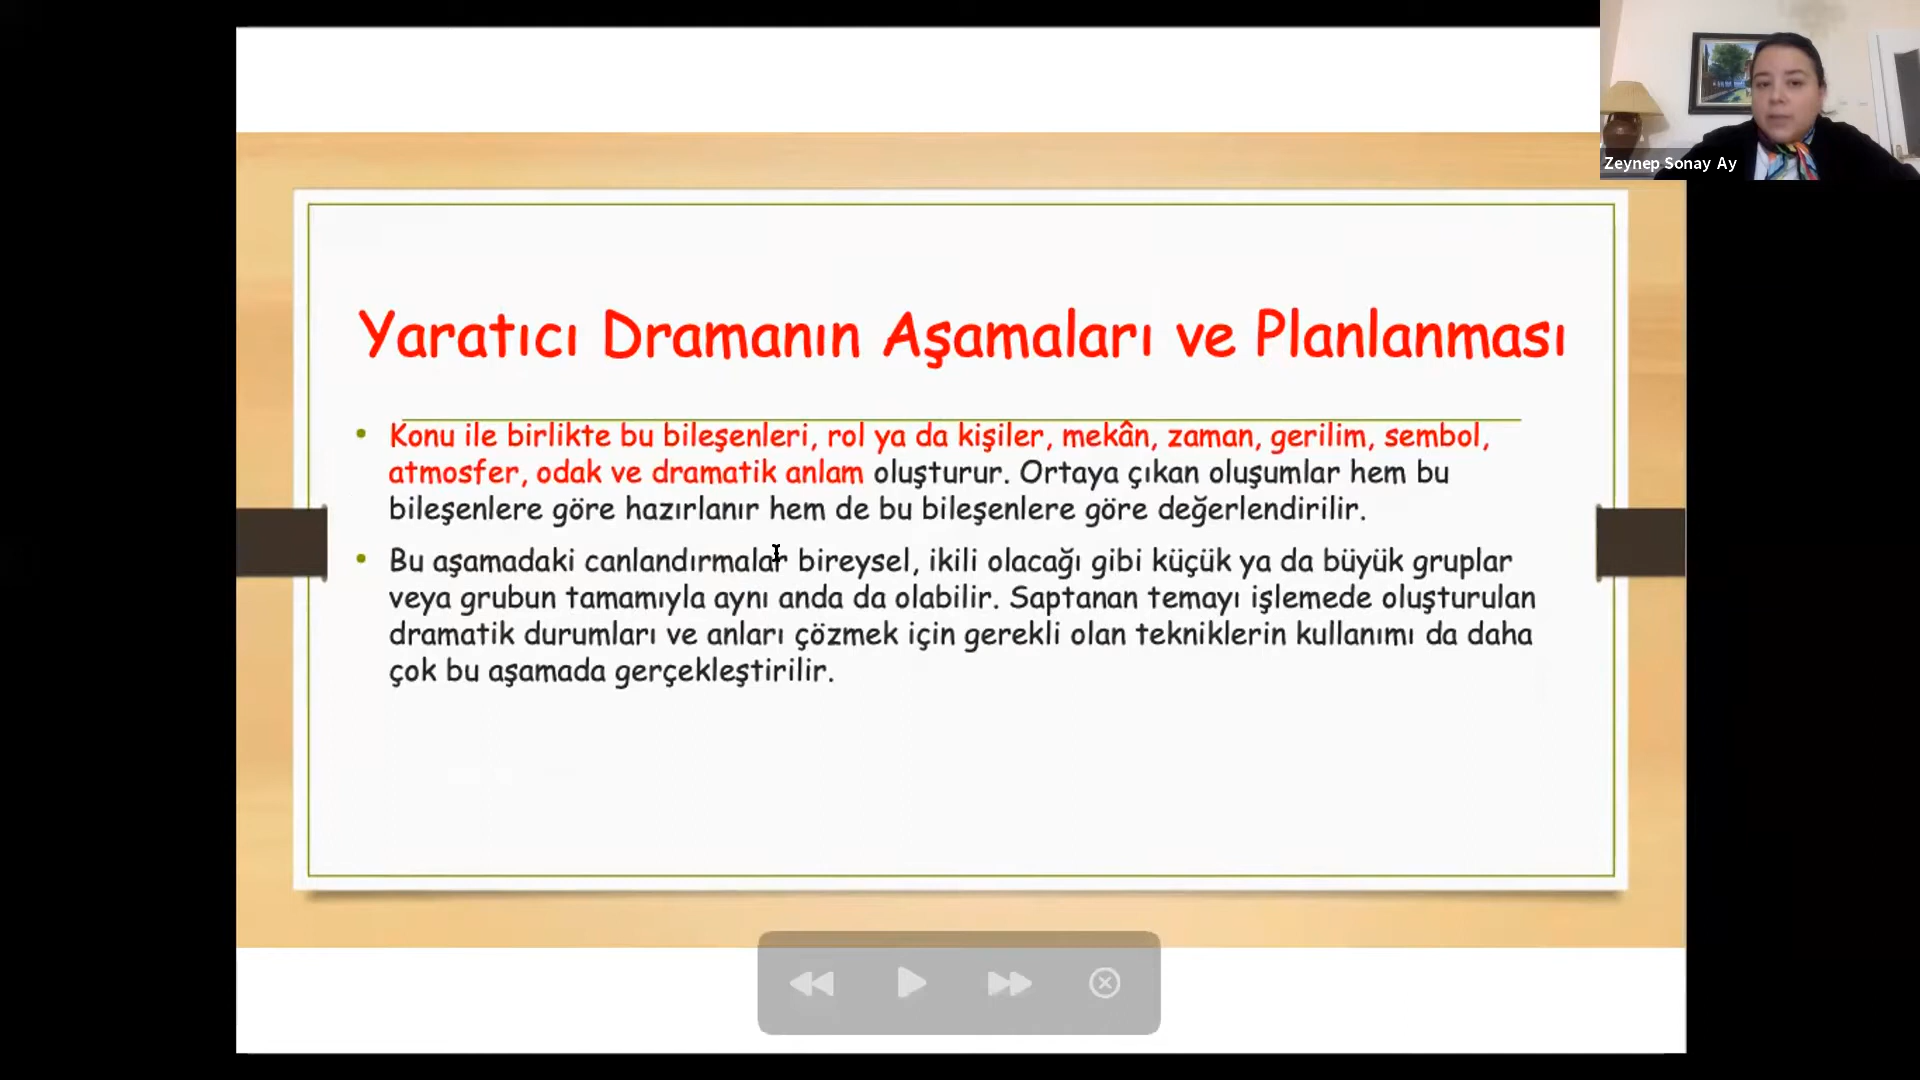 Zeynep Sonay Ay
Yaratıcı Dramanın Aşamaları ve Planlanması
• Konu ile birlikte bu bileşenleri, rol ya da kişiler, mekân, zaman, gerilim, sembol,
atmosfer, odak ve dramatik anlam oluşturur. Ortaya çıkan oluşumlar hem bu
bileşenlere göre hazırlanır hem de bu bileşenlere göre değerlendirilir.
• Bu aşamadaki canlandırmalar bireysel, ikili olacağı gibi küçük ya da büyük gruplar
veya grubun tamamıyla aynı anda da olabilir. Saptanan temayı işlemede oluşturulan
dramatik durumları ve anları çözmek için gerekli olan tekniklerin kullanımı da daha
çok bu aşamada gerçekleştirilir.